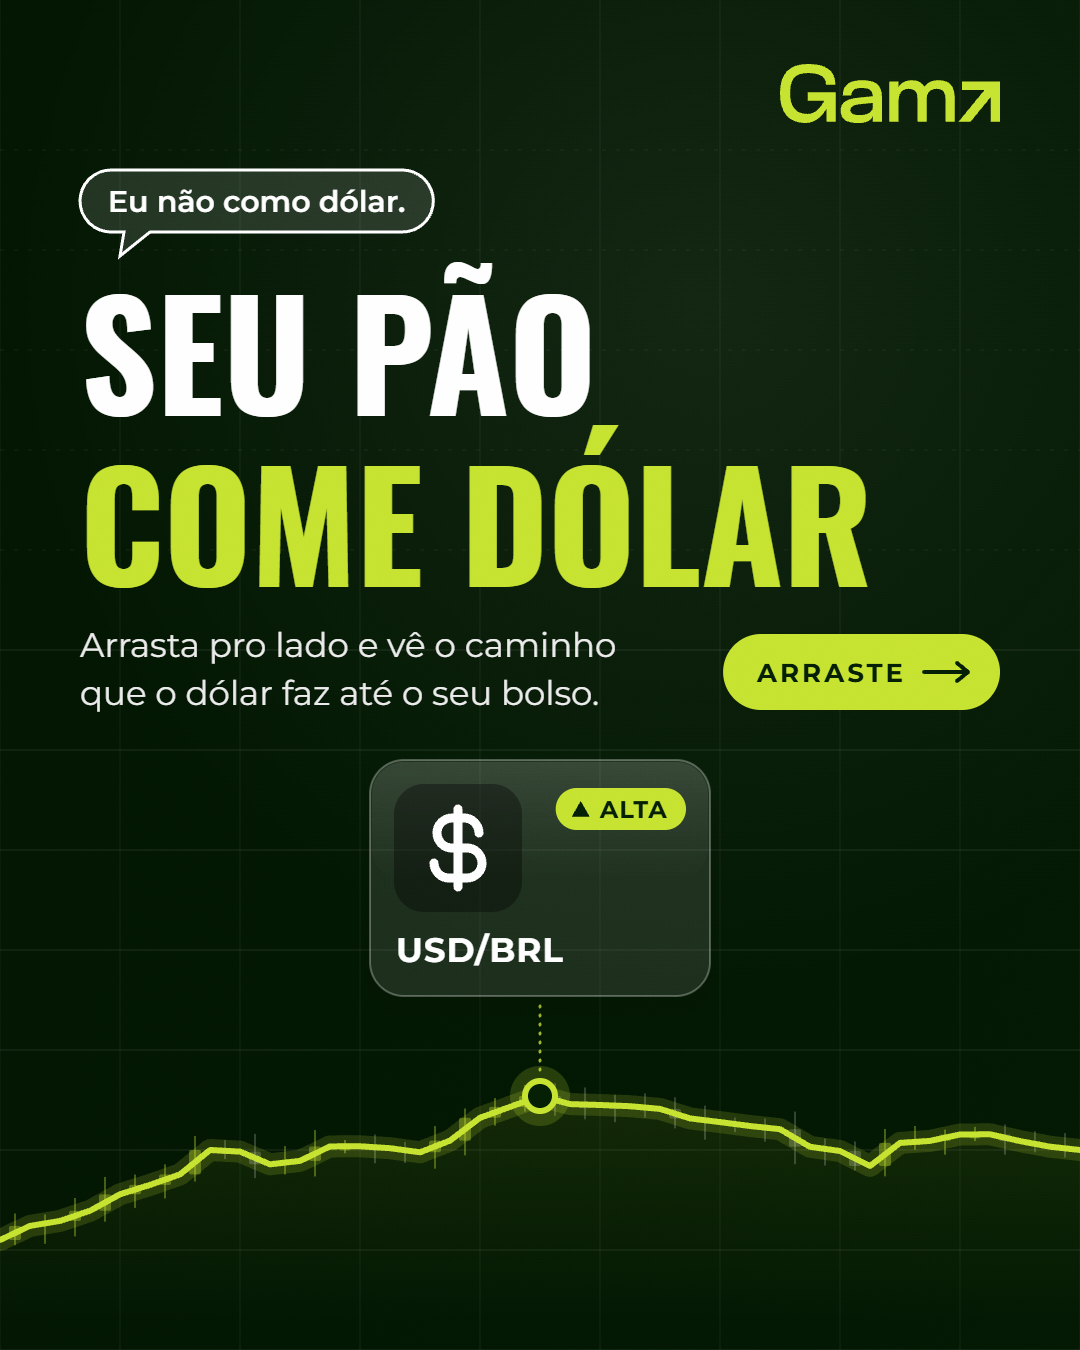 Gam
Eu não como dólar.
SEU PÃO
COME DÓLAR
Arrasta pro lado e vê o caminho
que o dólar faz até o seu bolso.
ARRASTE →
$
▲ ALTA
USD/BRL